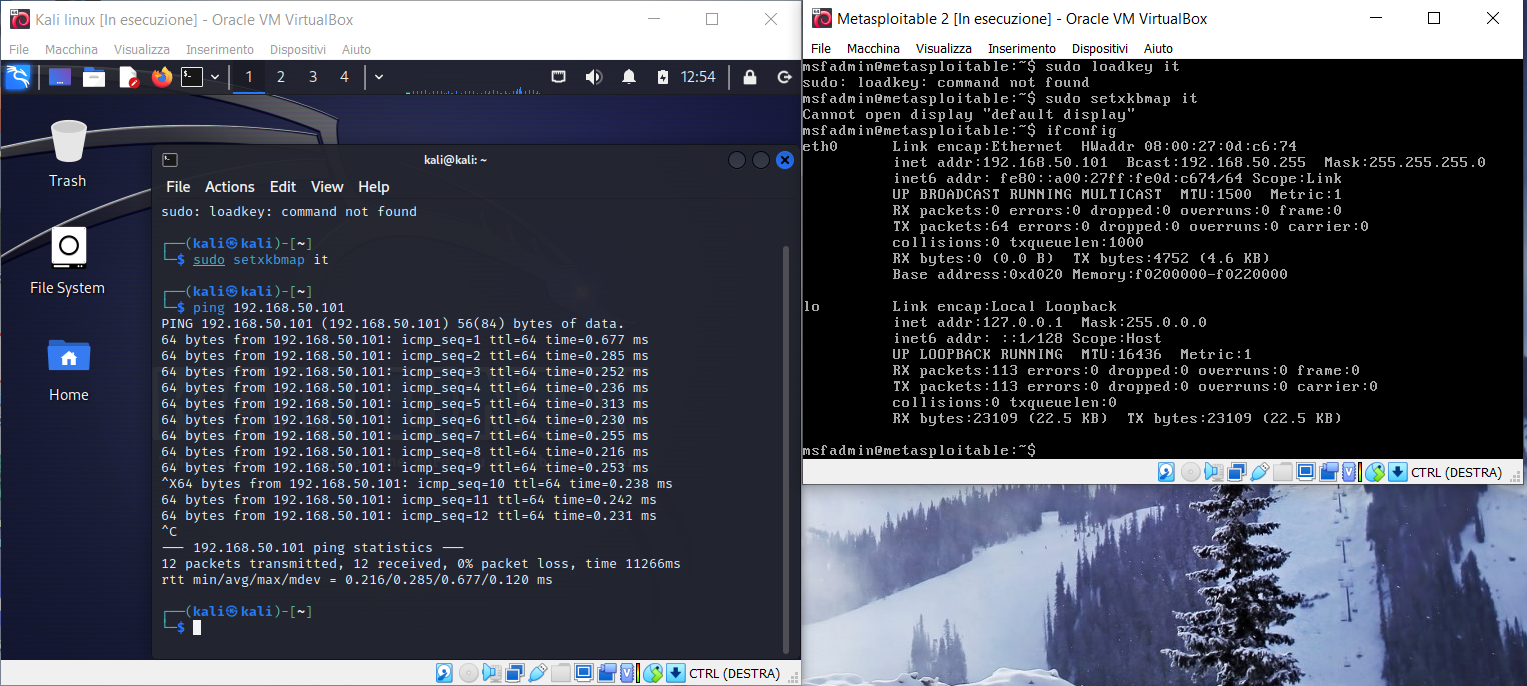 Kali linux [In esecuzione] - Oracle VM VirtualBox
File Macchina Visualizza Inserimento Dispositivi Aiuto
1 2 3 4 12:54
Trash
File System
Home
kali@kali: ~
File Actions Edit View Help
sudo: loadkey: command not found
┌──(kali㉿kali)-[~]
└─$ sudo setxkbmap it
┌──(kali㉿kali)-[~]
└─$ ping 192.168.50.101
PING 192.168.50.101 (192.168.50.101) 56(84) bytes of data.
64 bytes from 192.168.50.101: icmp_seq=1 ttl=64 time=0.677 ms
64 bytes from 192.168.50.101: icmp_seq=2 ttl=64 time=0.285 ms
64 bytes from 192.168.50.101: icmp_seq=3 ttl=64 time=0.252 ms
64 bytes from 192.168.50.101: icmp_seq=4 ttl=64 time=0.236 ms
64 bytes from 192.168.50.101: icmp_seq=5 ttl=64 time=0.313 ms
64 bytes from 192.168.50.101: icmp_seq=6 ttl=64 time=0.230 ms
64 bytes from 192.168.50.101: icmp_seq=7 ttl=64 time=0.255 ms
64 bytes from 192.168.50.101: icmp_seq=8 ttl=64 time=0.216 ms
64 bytes from 192.168.50.101: icmp_seq=9 ttl=64 time=0.253 ms
^X64 bytes from 192.168.50.101: icmp_seq=10 ttl=64 time=0.238 ms
64 bytes from 192.168.50.101: icmp_seq=11 ttl=64 time=0.242 ms
64 bytes from 192.168.50.101: icmp_seq=12 ttl=64 time=0.231 ms
^C
--- 192.168.50.101 ping statistics ---
12 packets transmitted, 12 received, 0% packet loss, time 11266ms
rtt min/avg/max/mdev = 0.216/0.285/0.677/0.120 ms
┌──(kali㉿kali)-[~]
└─$
CTRL (DESTRA)
Metasploitable 2 [In esecuzione] - Oracle VM VirtualBox
File Macchina Visualizza Inserimento Dispositivi Aiuto
msfadmin@metasploitable:~$ sudo loadkey it
sudo: loadkey: command not found
msfadmin@metasploitable:~$ sudo setxkbmap it
Cannot open display "default display"
msfadmin@metasploitable:~$ ifconfig
eth0 Link encap:Ethernet HWaddr 08:00:27:0d:c6:74
inet addr:192.168.50.101 Bcast:192.168.50.255 Mask:255.255.255.0
inet6 addr: fe80::a00:27ff:fe0d:c674/64 Scope:Link
UP BROADCAST RUNNING MULTICAST MTU:1500 Metric:1
RX packets:0 errors:0 dropped:0 overruns:0 frame:0
TX packets:64 errors:0 dropped:0 overruns:0 carrier:0
collisions:0 txqueuelen:1000
RX bytes:0 (0.0 B) TX bytes:4752 (4.6 KB)
Base address:0xd020 Memory:f0200000-f0220000
lo Link encap:Local Loopback
inet addr:127.0.0.1 Mask:255.0.0.0
inet6 addr: ::1/128 Scope:Host
UP LOOPBACK RUNNING MTU:16436 Metric:1
RX packets:113 errors:0 dropped:0 overruns:0 frame:0
TX packets:113 errors:0 dropped:0 overruns:0 carrier:0
collisions:0 txqueuelen:0
RX bytes:23109 (22.5 KB) TX bytes:23109 (22.5 KB)
msfadmin@metasploitable:~$
CTRL (DESTRA)